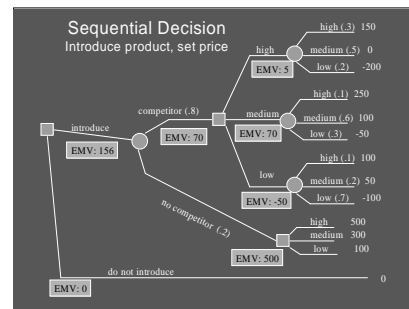 Sequential Decision
Introduce product, set price
high (.3) 150
high
medium (.5) 0
EMV: 5
low (.2) -200
high (.1) 250
competitor (.8)
medium
medium (.6) 100
introduce
EMV: 70
EMV: 70
low (.3) -50
EMV: 156
high (.1) 100
low
medium (.2) 50
EMV: -50
low (.7) -100
no competitor (.2)
high 500
medium 300
low 100
EMV: 500
do not introduce
0
EMV: 0